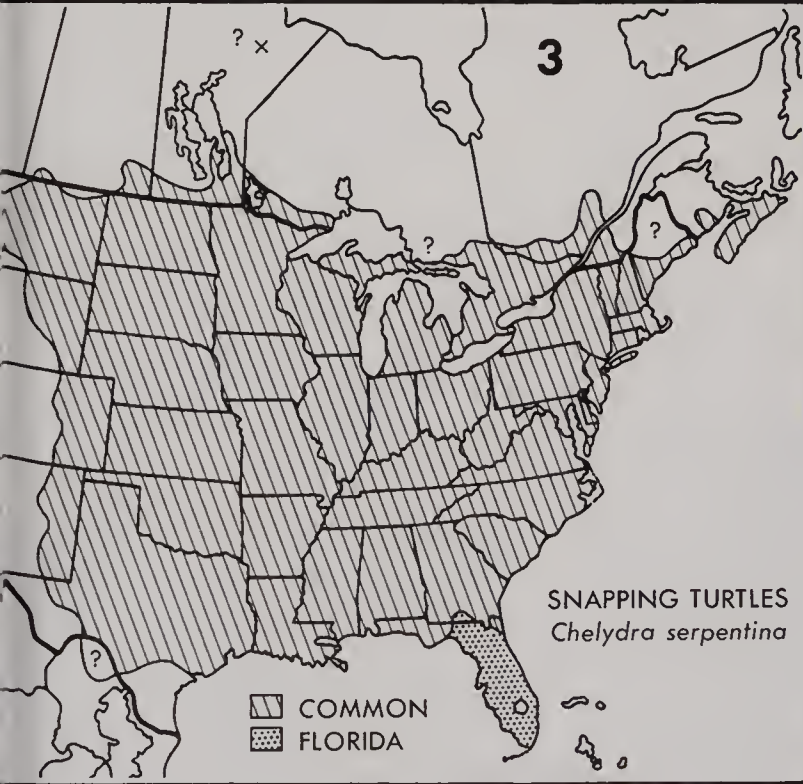 ? x
3
?
?
?
SNAPPING TURTLES
Chelydra serpentina
COMMON
FLORIDA